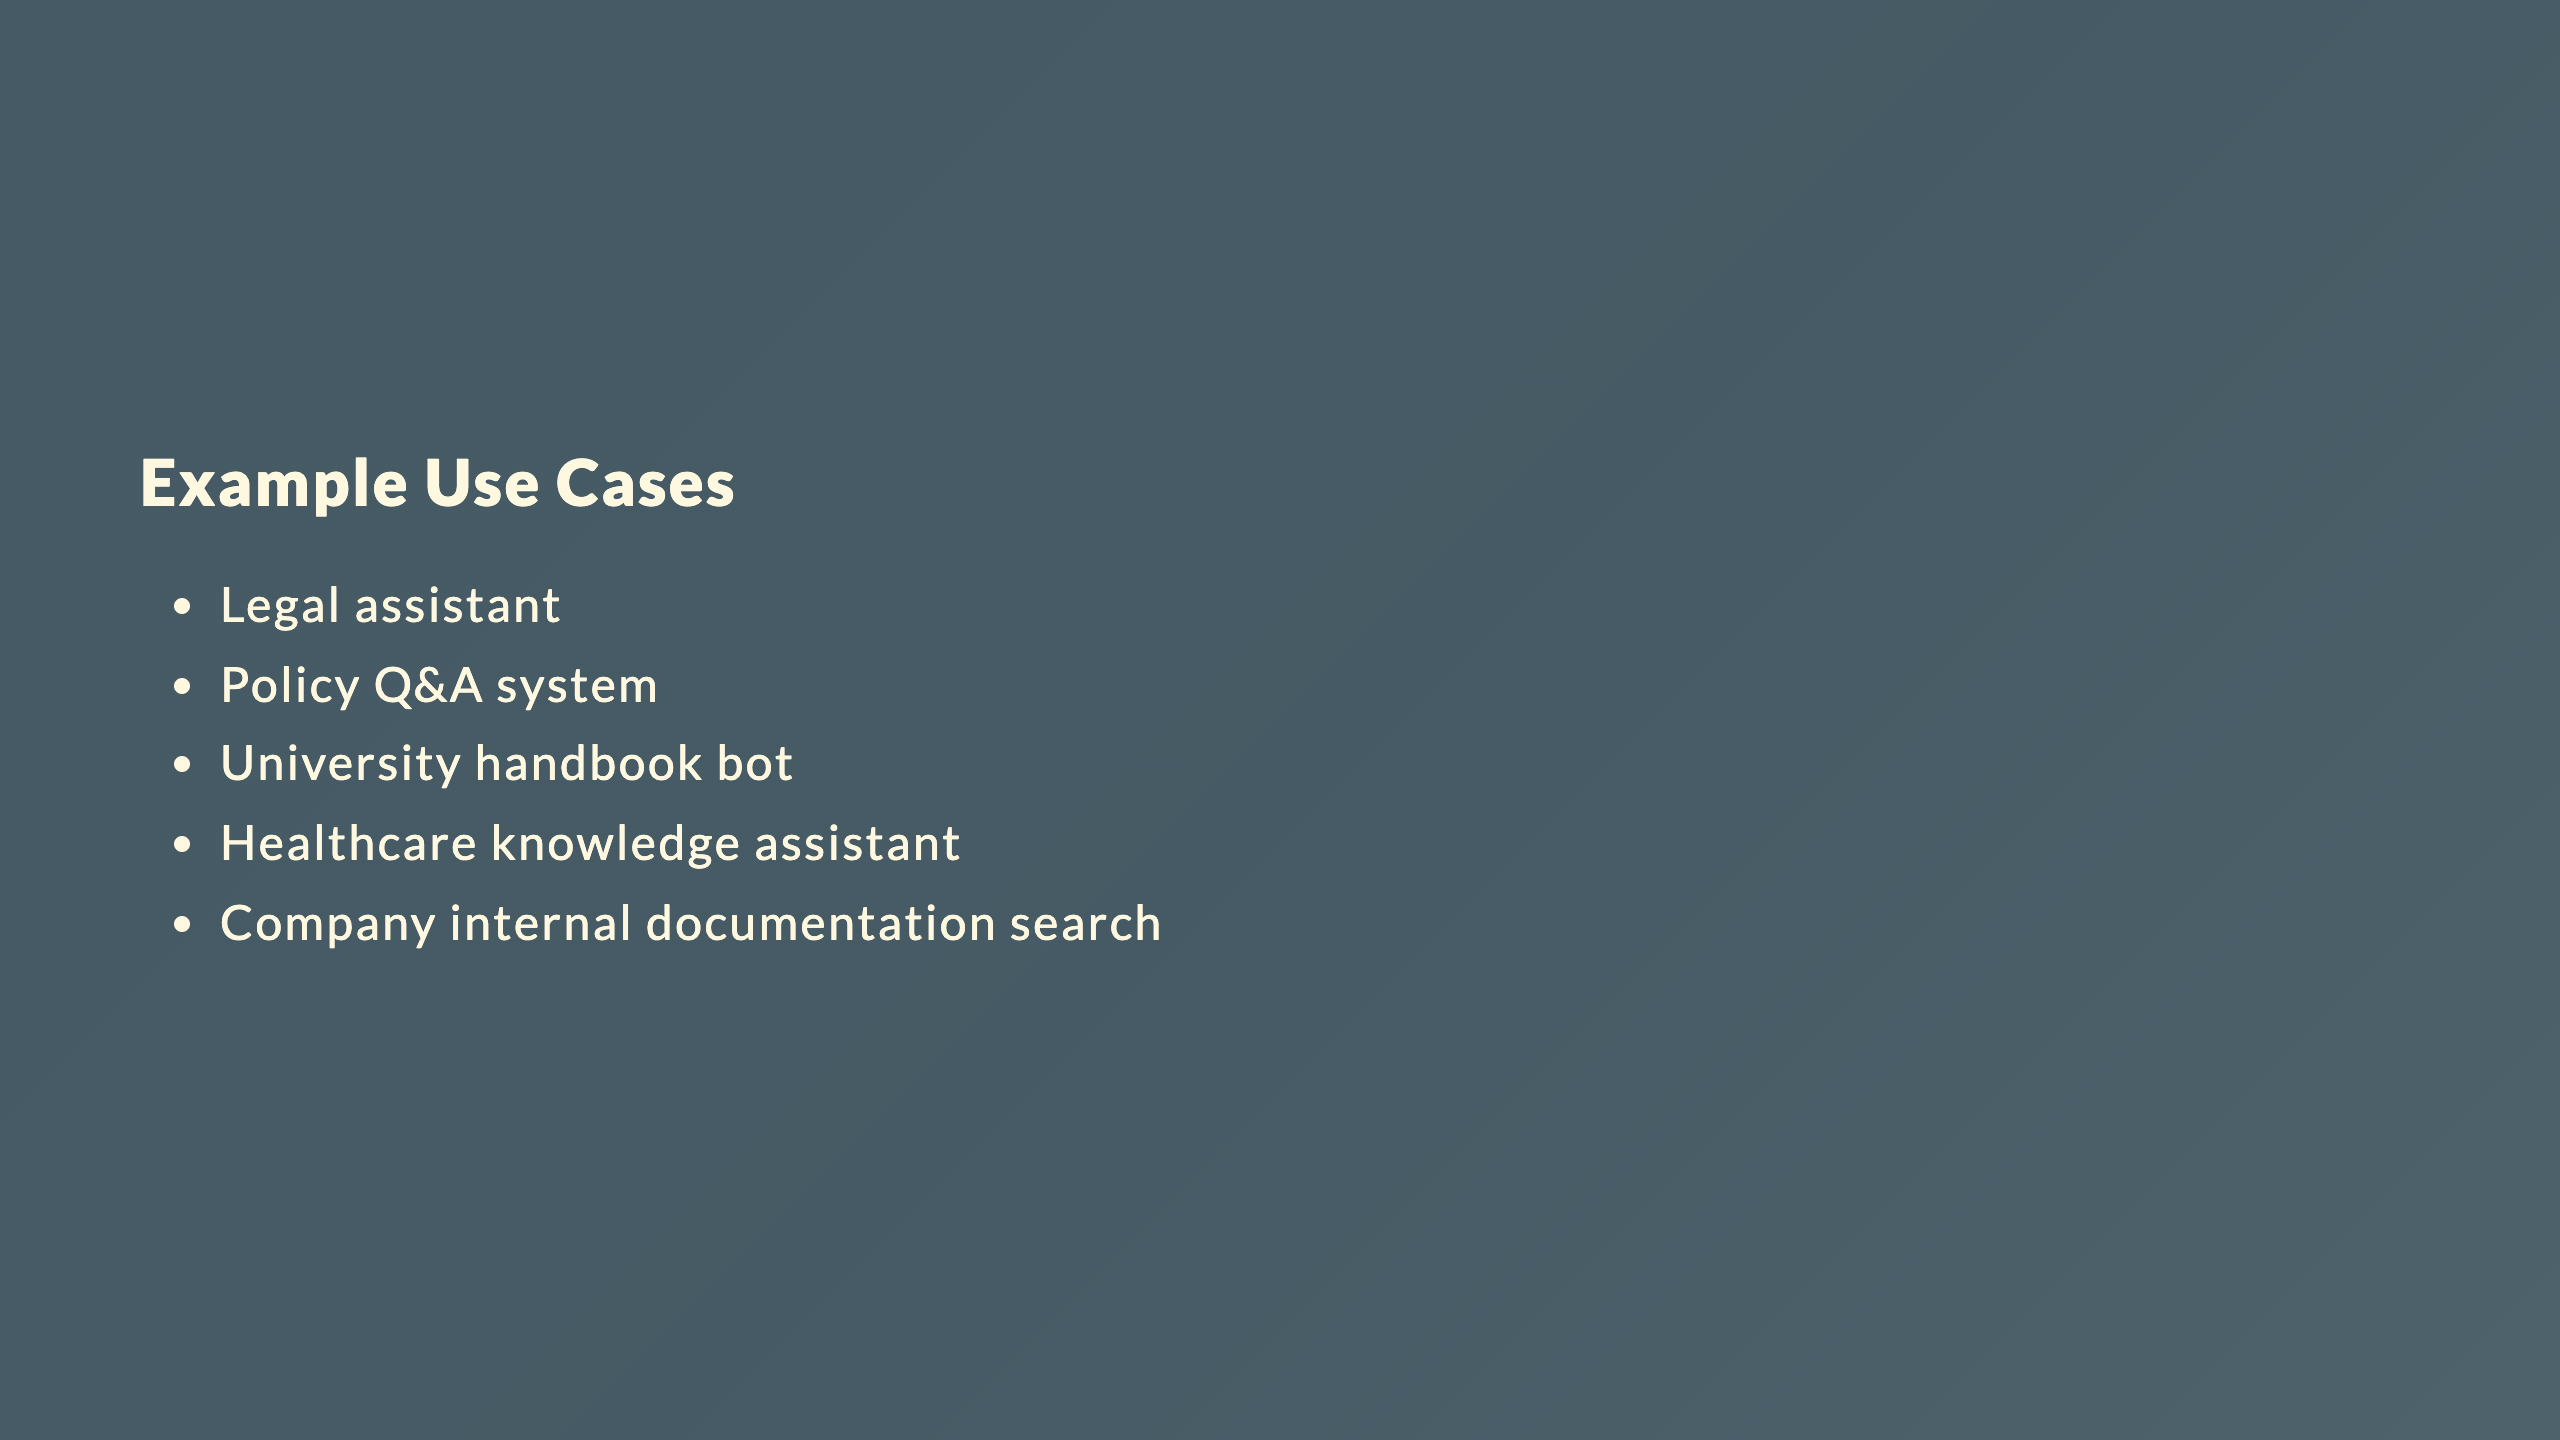 Example Use Cases
• Legal assistant
• Policy Q&A system
• University handbook bot
• Healthcare knowledge assistant
• Company internal documentation search